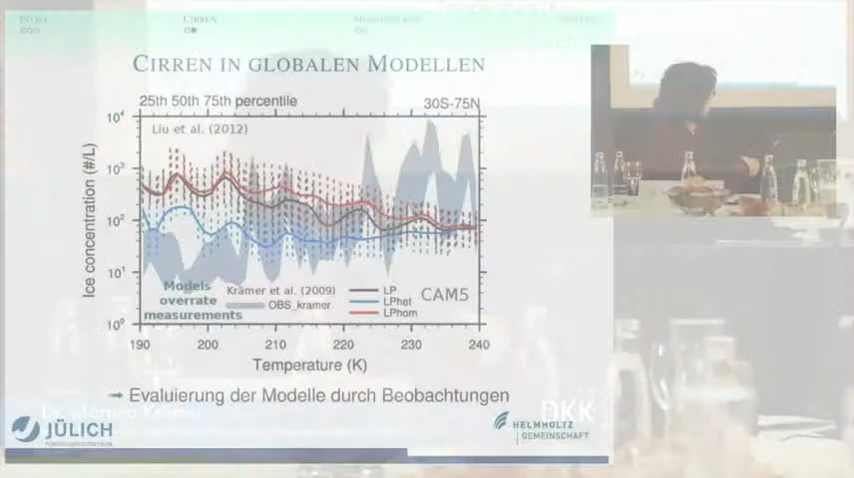 CIRREN
CIRREN IN GLOBALEN MODELLEN
25th 50th 75th percentile
30S-75N
Liu et al. (2012)
Ice concentration (#/L)
10⁴
10³
10²
10¹
10⁰
Models
overrate
measurements
Krämer et al. (2009)
OBS_kramer
LP
LPhet
LPhom
CAM5
190
200
210
220
230
240
Temperature (K)
→ Evaluierung der Modelle durch Beobachtungen
DKK
JÜLICH
FORSCHUNGSZENTRUM
HELMHOLTZ
GEMEINSCHAFT